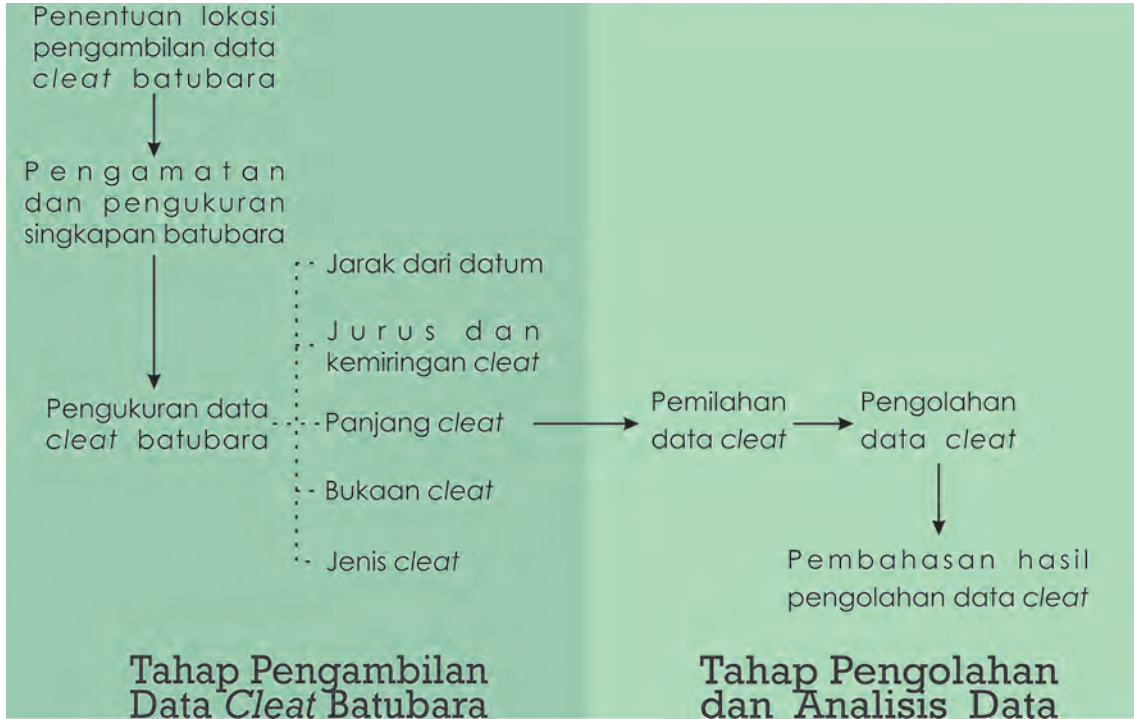 Penentuan lokasi
pengambilan data
cleat batubara
Pengamatan
dan pengukuran
singkapan batubara
Pengukuran data
cleat batubara
Jarak dari datum
Jurus dan
kemiringan cleat
Panjang cleat
Bukaan cleat
Jenis cleat
Pemilahan
data cleat
Pengolahan
data cleat
Pembahasan hasil
pengolahan data cleat
Tahap Pengambilan
Data Cleat Batubara
Tahap Pengolahan
dan Analisis Data